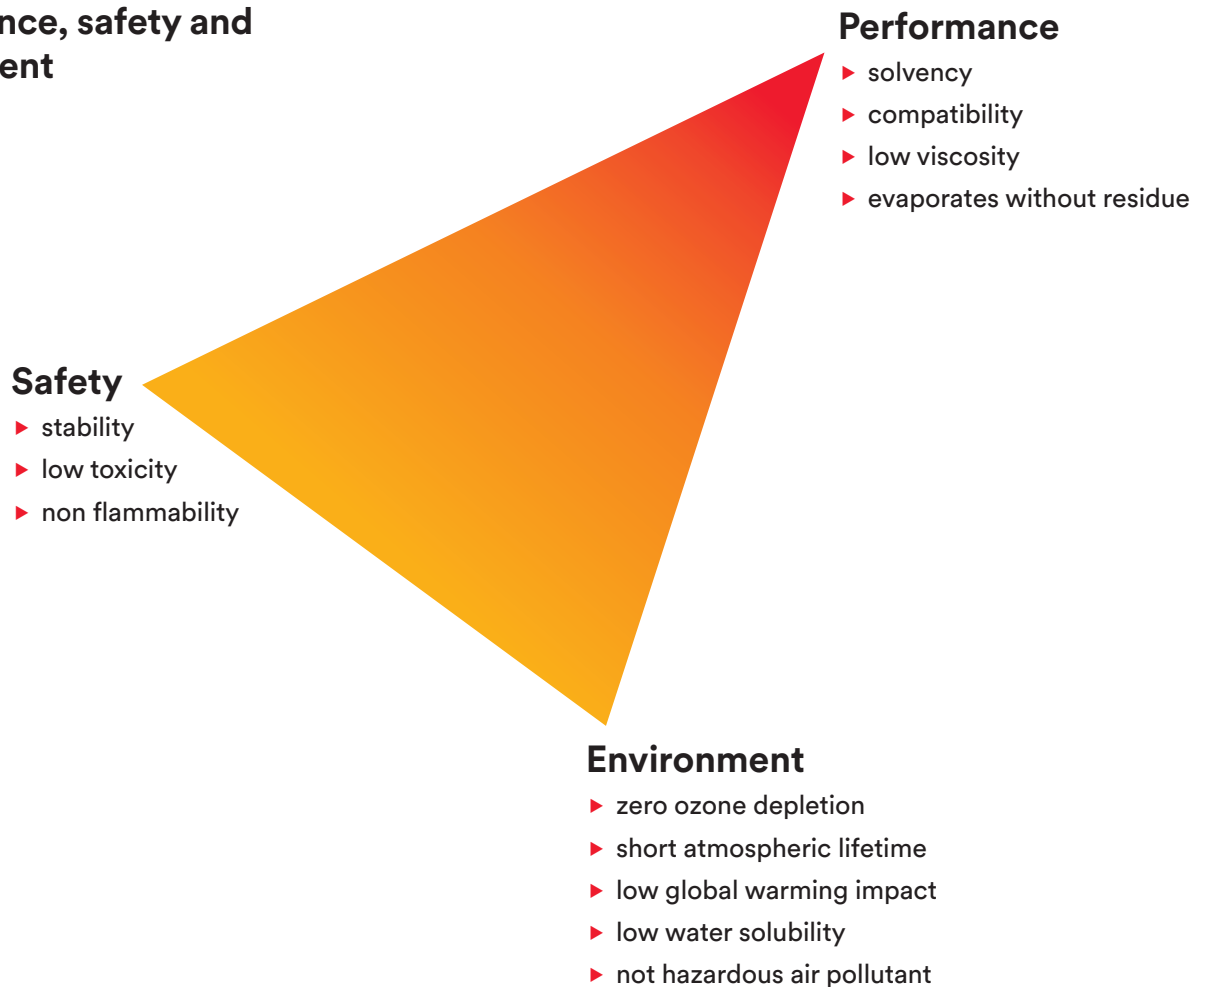 nce, safety and
ent
Performance
solvency
compatibility
low viscosity
evaporates without residue
Safety
stability
low toxicity
non flammability
Environment
zero ozone depletion
short atmospheric lifetime
low global warming impact
low water solubility
not hazardous air pollutant